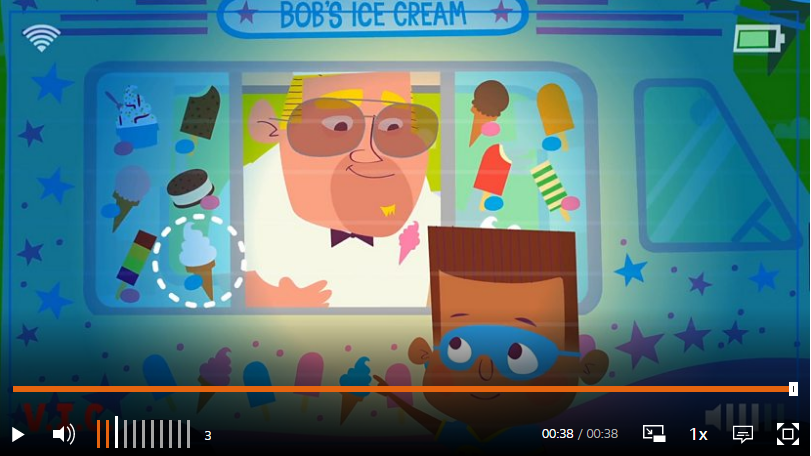 BOB'S ICE CREAM
V.I.C
3
00:38 / 00:38
1x